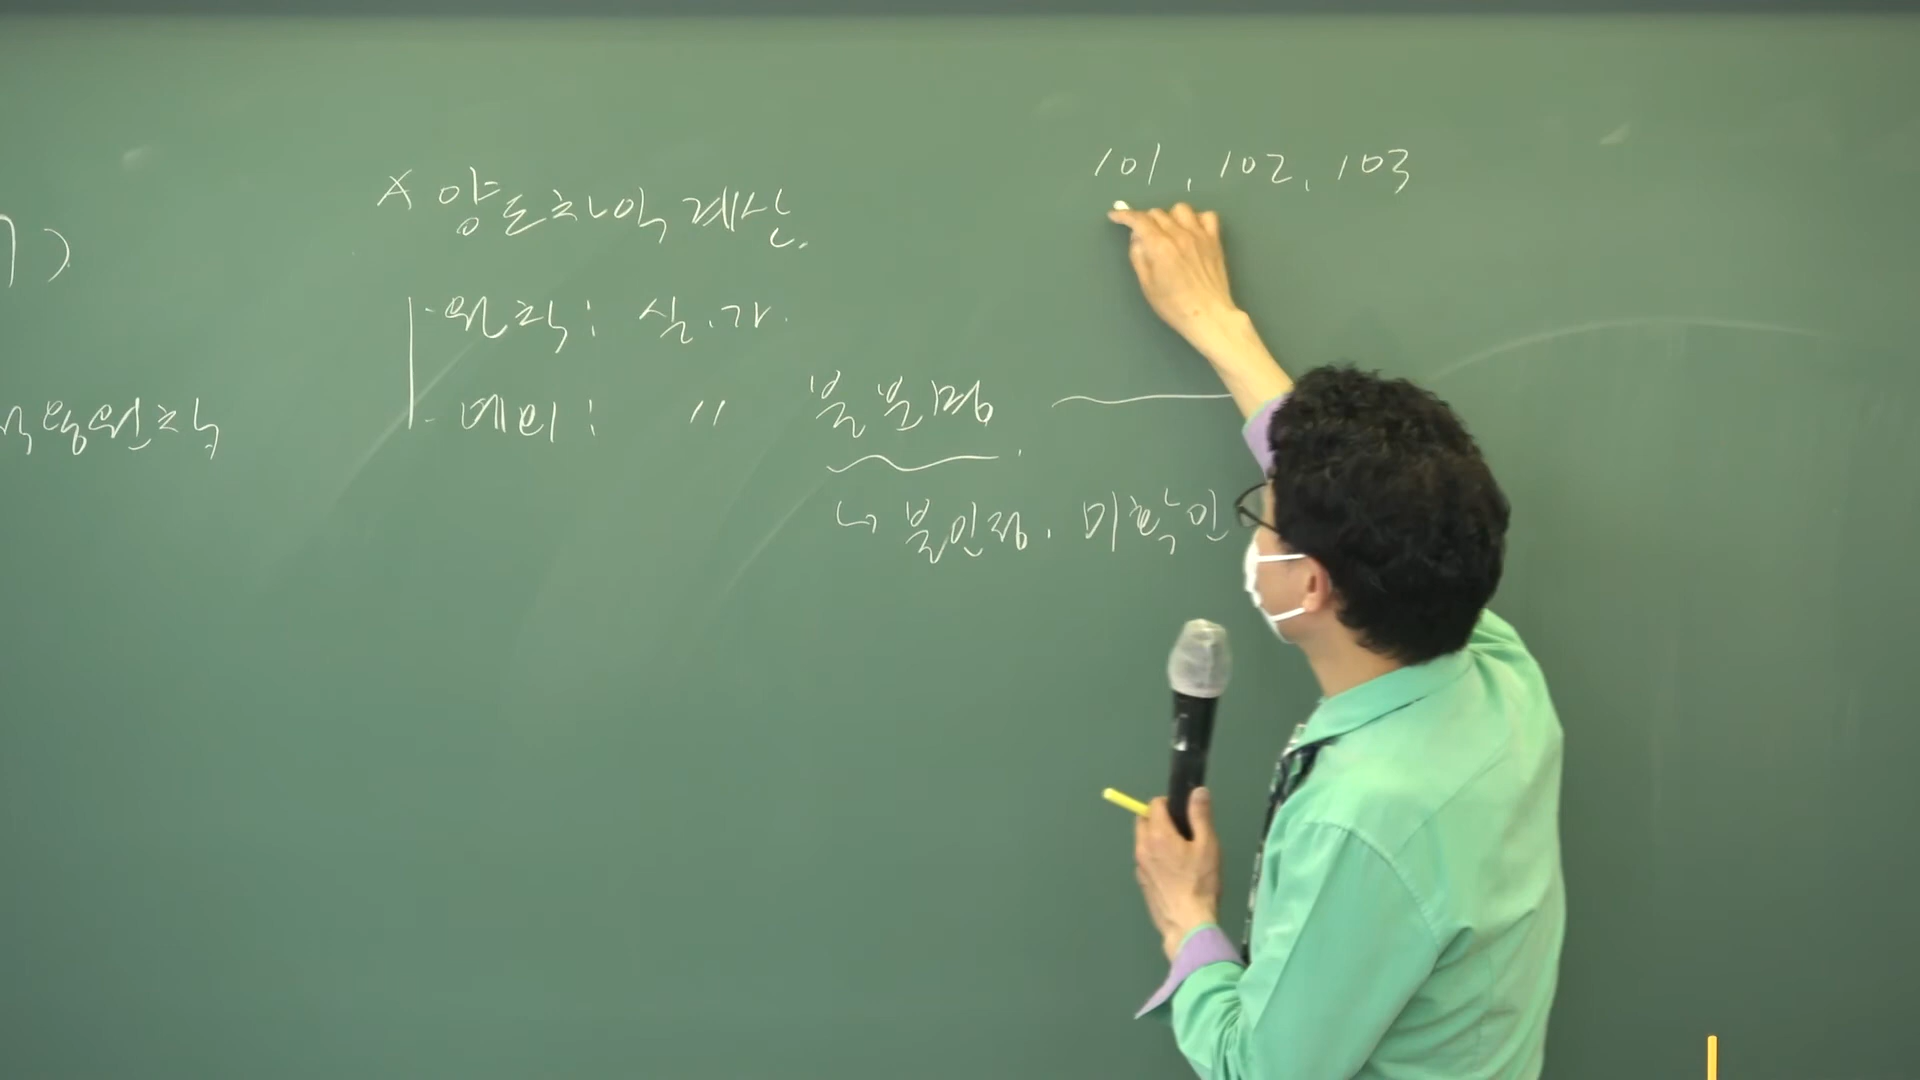 101, 102, 103
* 양도차익 계산.
ㄱ)
- 원칙 : 실.가.
- 예외 : 〃 불분명
↳ 불인정. 미확인